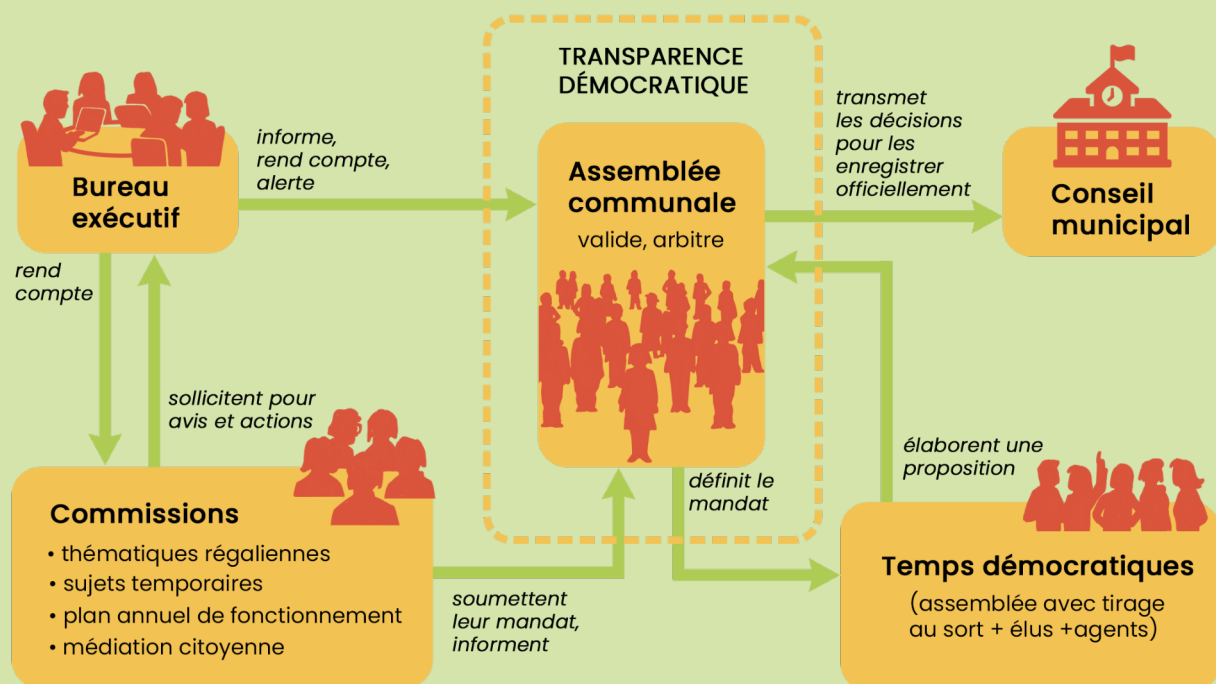 TRANSPARENCE
DÉMOCRATIQUE
Bureau
exécutif
informe,
rend compte,
alerte
Assemblée
communale
valide, arbitre
transmet
les décisions
pour les
enregistrer
officiellement
Conseil
municipal
rend
compte
sollicitent pour
avis et actions
Commissions
• thématiques régaliennes
• sujets temporaires
• plan annuel de fonctionnement
• médiation citoyenne
soumettent
leur mandat,
informent
définit le
mandat
élaborent une
proposition
Temps démocratiques
(assemblée avec tirage
au sort + élus +agents)